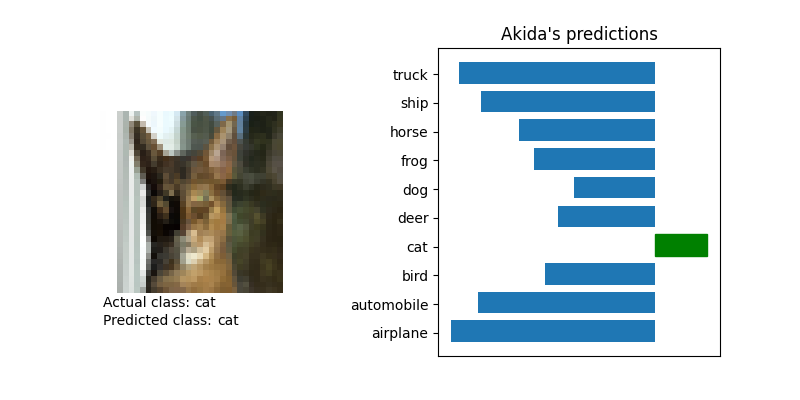 Akida's predictions
truck
ship
horse
frog
dog
deer
cat
bird
automobile
airplane
Actual class: cat
Predicted class: cat